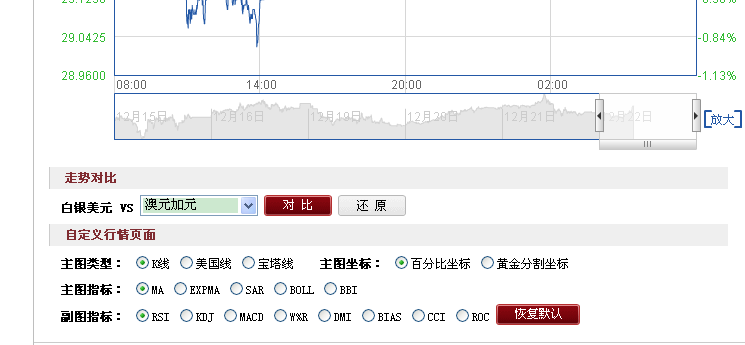 29.0425 -0.84%
28.9600 -1.13%
08:00 14:00 20:00 02:00
12月15日 12月16日 12月19日 12月20日 12月21日 12月22日
[放大]
走势对比
白银美元 VS 澳元加元 对 比 还 原
自定义行情页面
主图类型： K线 美国线 宝塔线 主图坐标： 百分比坐标 黄金分割坐标
主图指标： MA EXPMA SAR BOLL BBI
副图指标： RSI KDJ MACD W%R DMI BIAS CCI ROC 恢复默认